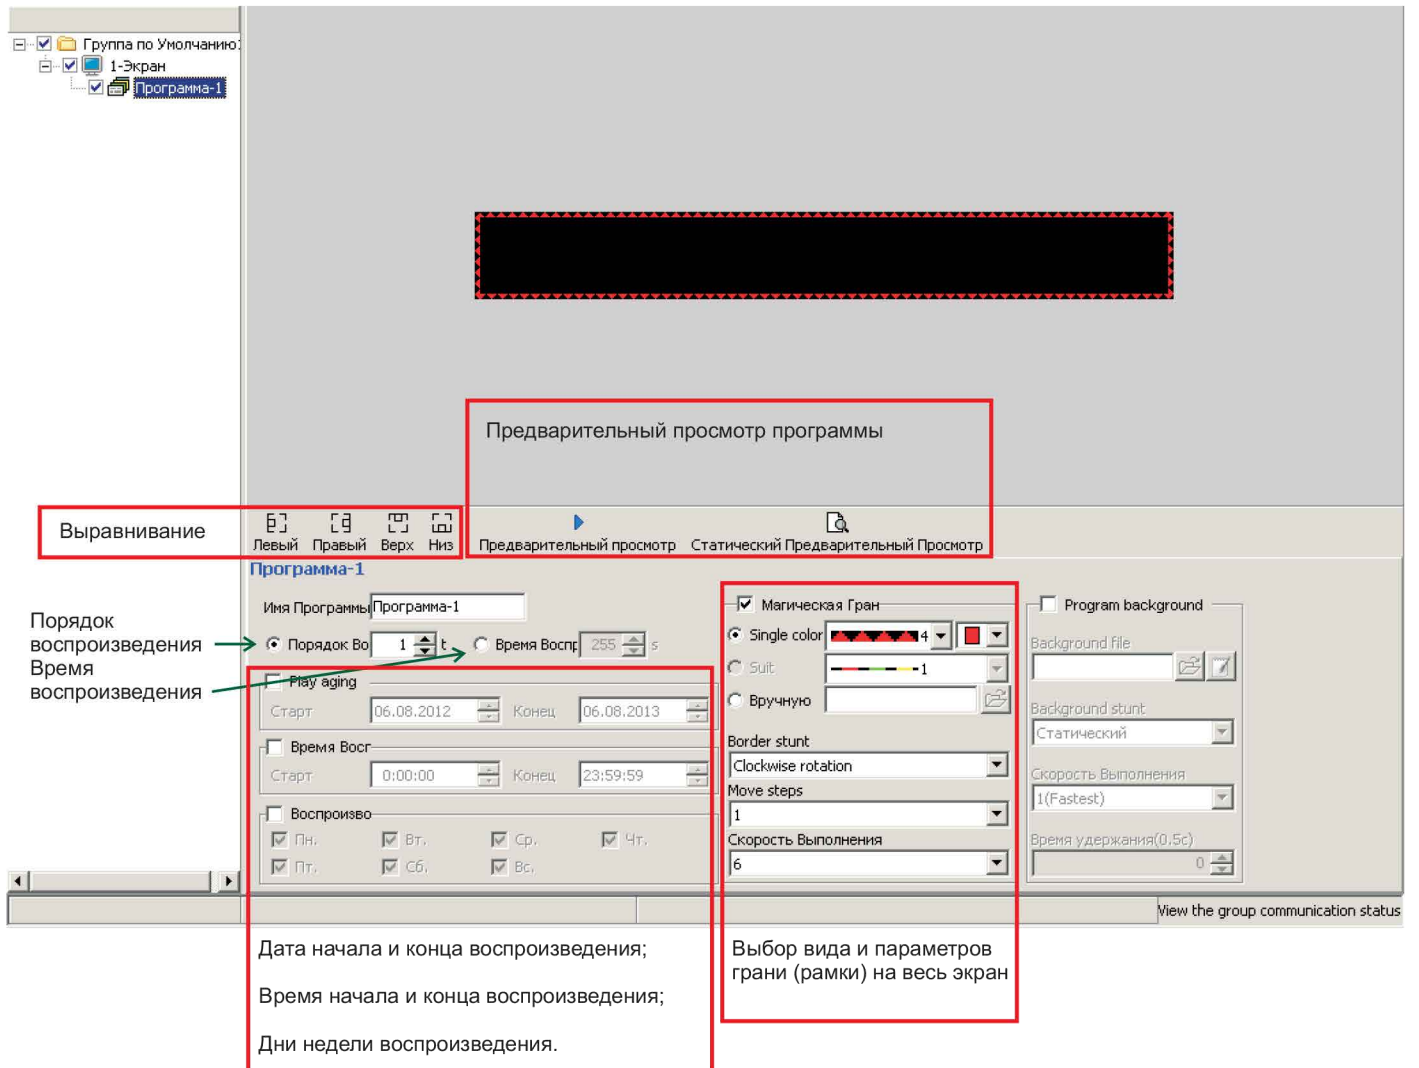 Группа по Умолчанию
1-Экран
Программа-1
Предварительный просмотр программы
Выравнивание
Левый Правый Верх Низ
Предварительный просмотр Статический Предварительный Просмотр
Программа-1
Имя Программы Программа-1
Порядок
воспроизведения
Время
воспроизведения
Порядок Во 1 t Время Воспр 255 s
Play aging
Старт 06.08.2012 Конец 06.08.2013
Время Восг
Старт 0:00:00 Конец 23:59:59
Воспроизво
Пн. Вт. Ср. Чт.
Пт. Сб. Вс.
Магическая Гран
Single color 4
Suit 1
Вручную
Border stunt
Clockwise rotation
Move steps
1
Скорость Выполнения
6
Program background
Background file
Background stunt
Статический
Скорость Выполнения
1(Fastest)
Время удержания(0.5с)
0
View the group communication status
Дата начала и конца воспроизведения;
Время начала и конца воспроизведения;
Дни недели воспроизведения.
Выбор вида и параметров
грани (рамки) на весь экран